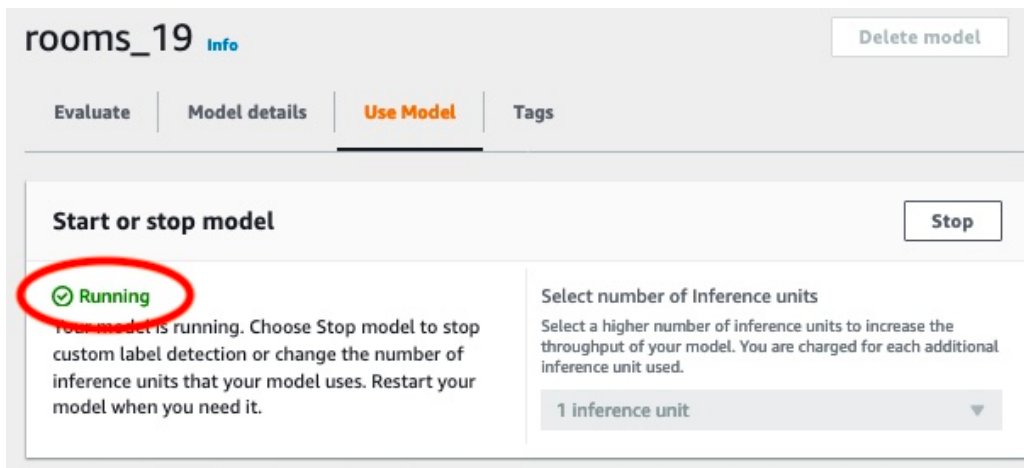 rooms_19 Info
Delete model
Evaluate
Model details
Use Model
Tags
Start or stop model
Stop
Running
Your model is running. Choose Stop model to stop
custom label detection or change the number of
inference units that your model uses. Restart your
model when you need it.
Select number of Inference units
Select a higher number of inference units to increase the
throughput of your model. You are charged for each additional
inference unit used.
1 inference unit